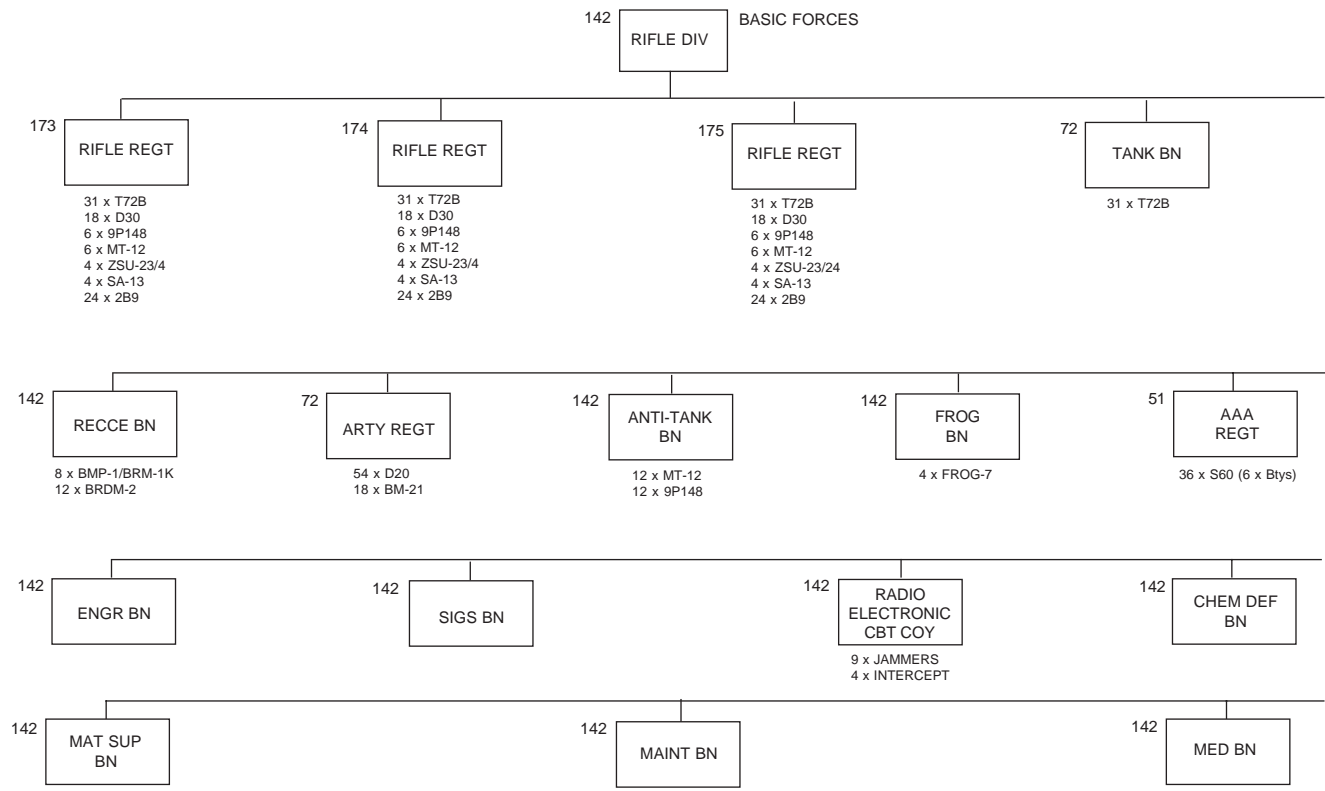 142
RIFLE DIV
BASIC FORCES
173
RIFLE REGT
31 x T72B
18 x D30
6 x 9P148
6 x MT-12
4 x ZSU-23/4
4 x SA-13
24 x 2B9
174
RIFLE REGT
31 x T72B
18 x D30
6 x 9P148
6 x MT-12
4 x ZSU-23/4
4 x SA-13
24 x 2B9
175
RIFLE REGT
31 x T72B
18 x D30
6 x 9P148
6 x MT-12
4 x ZSU-23/24
4 x SA-13
24 x 2B9
72
TANK BN
31 x T72B
142
RECCE BN
8 x BMP-1/BRM-1K
12 x BRDM-2
72
ARTY REGT
54 x D20
18 x BM-21
142
ANTI-TANK
BN
12 x MT-12
12 x 9P148
142
FROG
BN
4 x FROG-7
51
AAA
REGT
36 x S60 (6 x Btys)
142
ENGR BN
142
SIGS BN
142
RADIO
ELECTRONIC
CBT COY
9 x JAMMERS
4 x INTERCEPT
142
CHEM DEF
BN
142
MAT SUP
BN
142
MAINT BN
142
MED BN